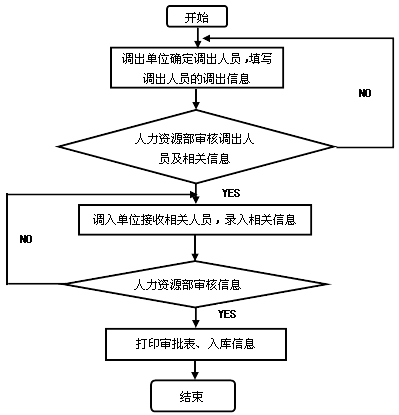 开始
调出单位确定调出人员,填写
调出人员的调出信息
NO
人力资源部审核调出人
员及相关信息
YES
调入单位接收相关人员,录入相关信息
NO
人力资源部审核信息
YES
打印审批表、入库信息
结束